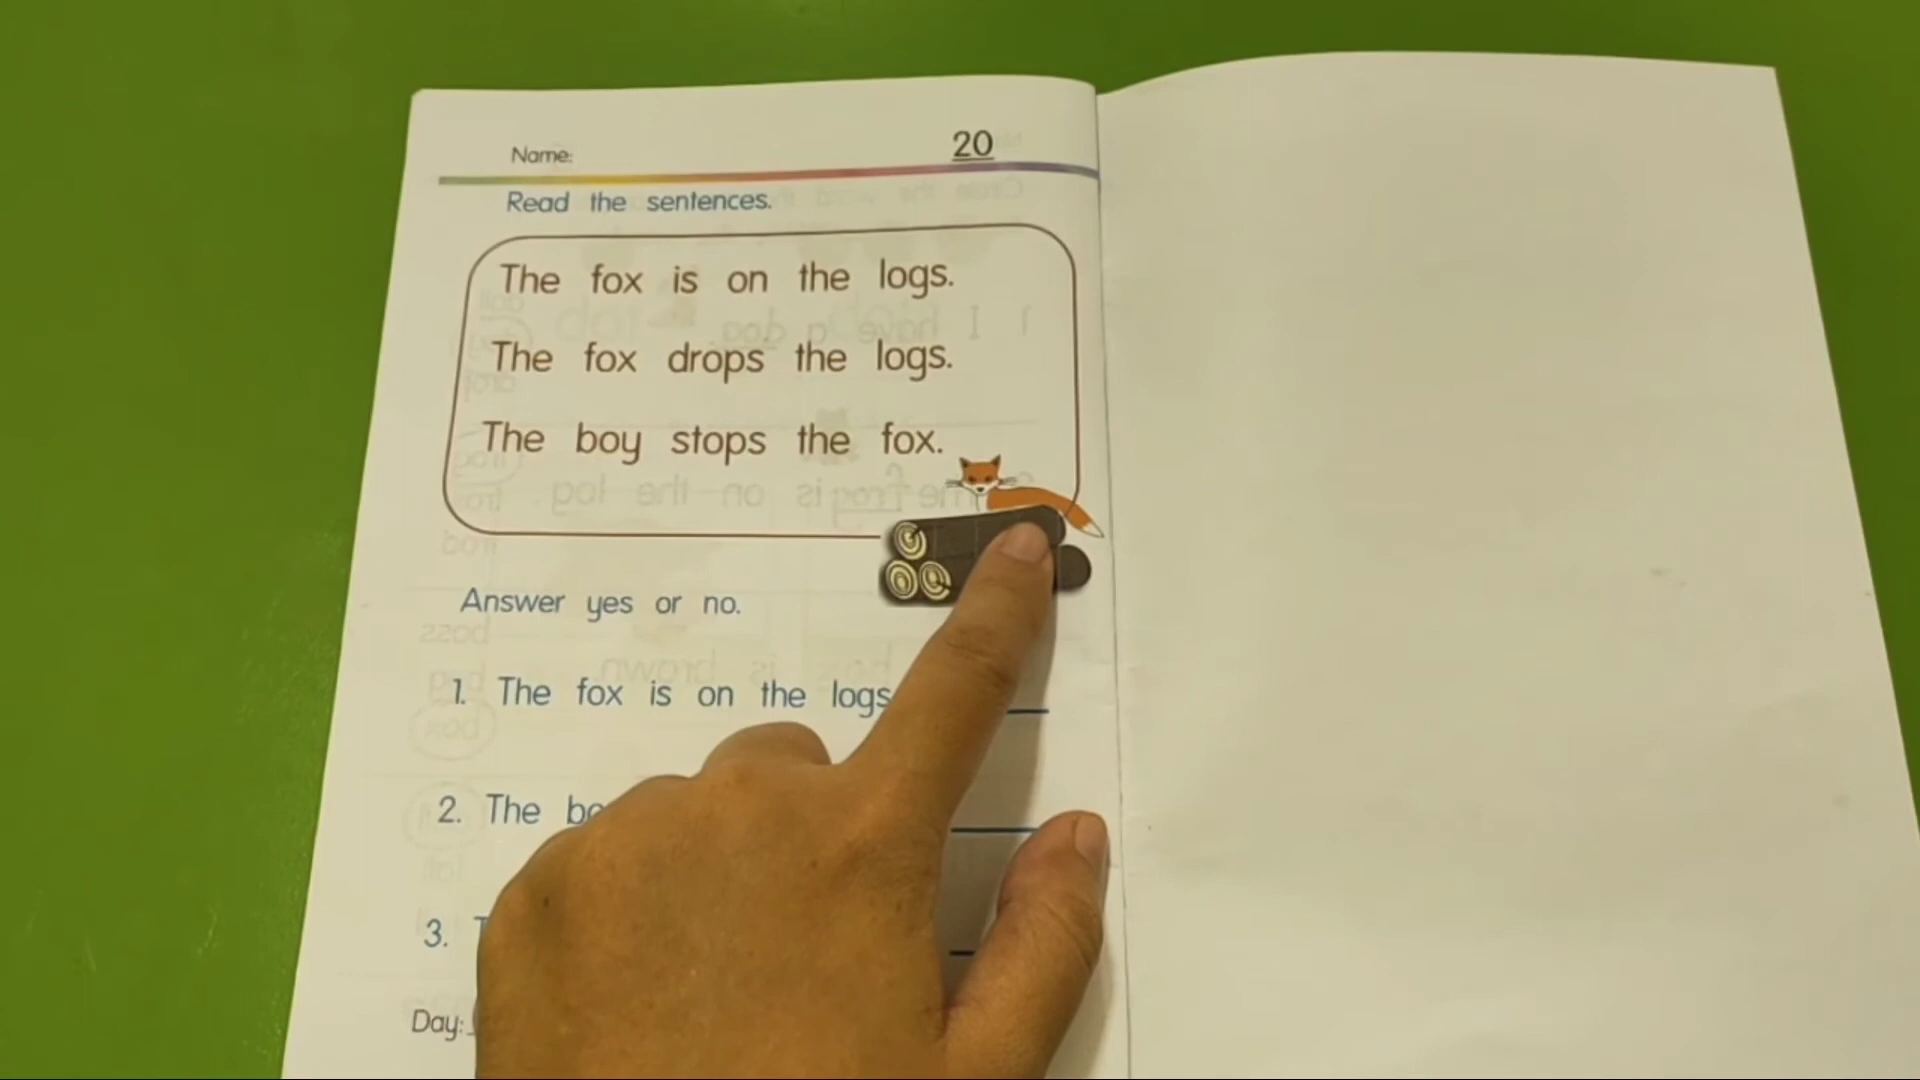 Name:
20
Read the sentences.
The fox is on the logs.
The fox drops the logs.
The boy stops the fox.
Answer yes or no.
1. The fox is on the logs
2. The
3.
Day: